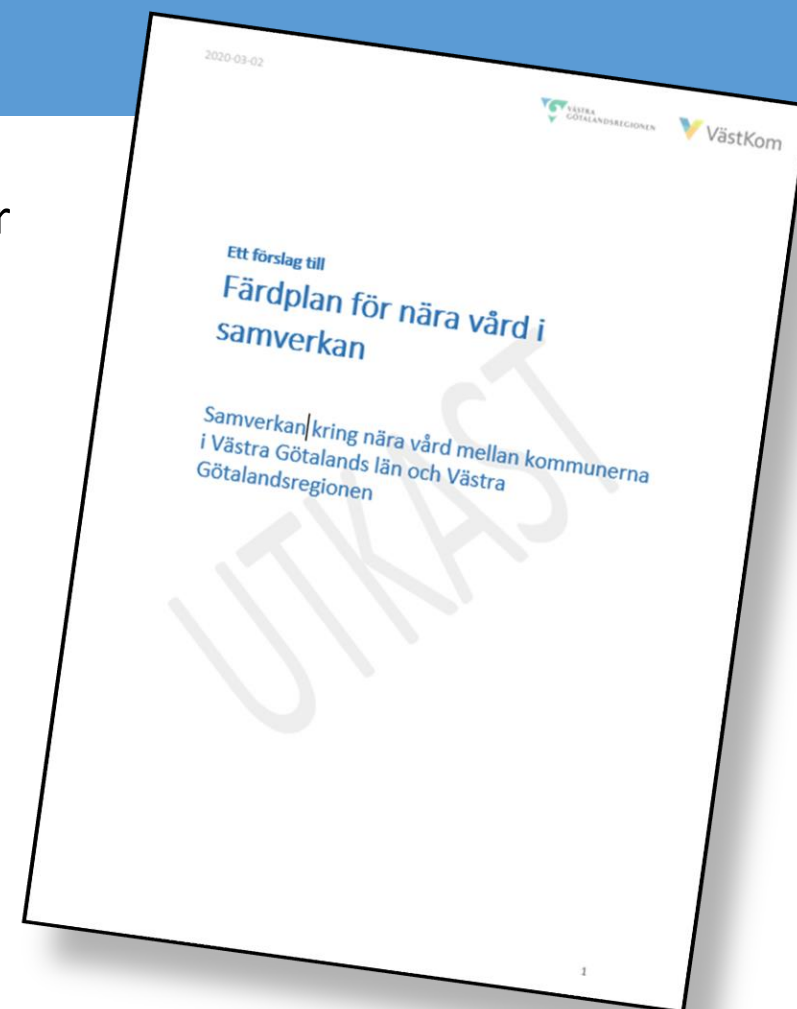 r
2020-03-02
VÄSTRA
GÖTALANDSREGIONEN
VästKom
Ett förslag till
Färdplan för nära vård i
samverkan
Samverkan kring nära vård mellan kommunerna
i Västra Götalands län och Västra
Götalandsregionen
UTKAST
1